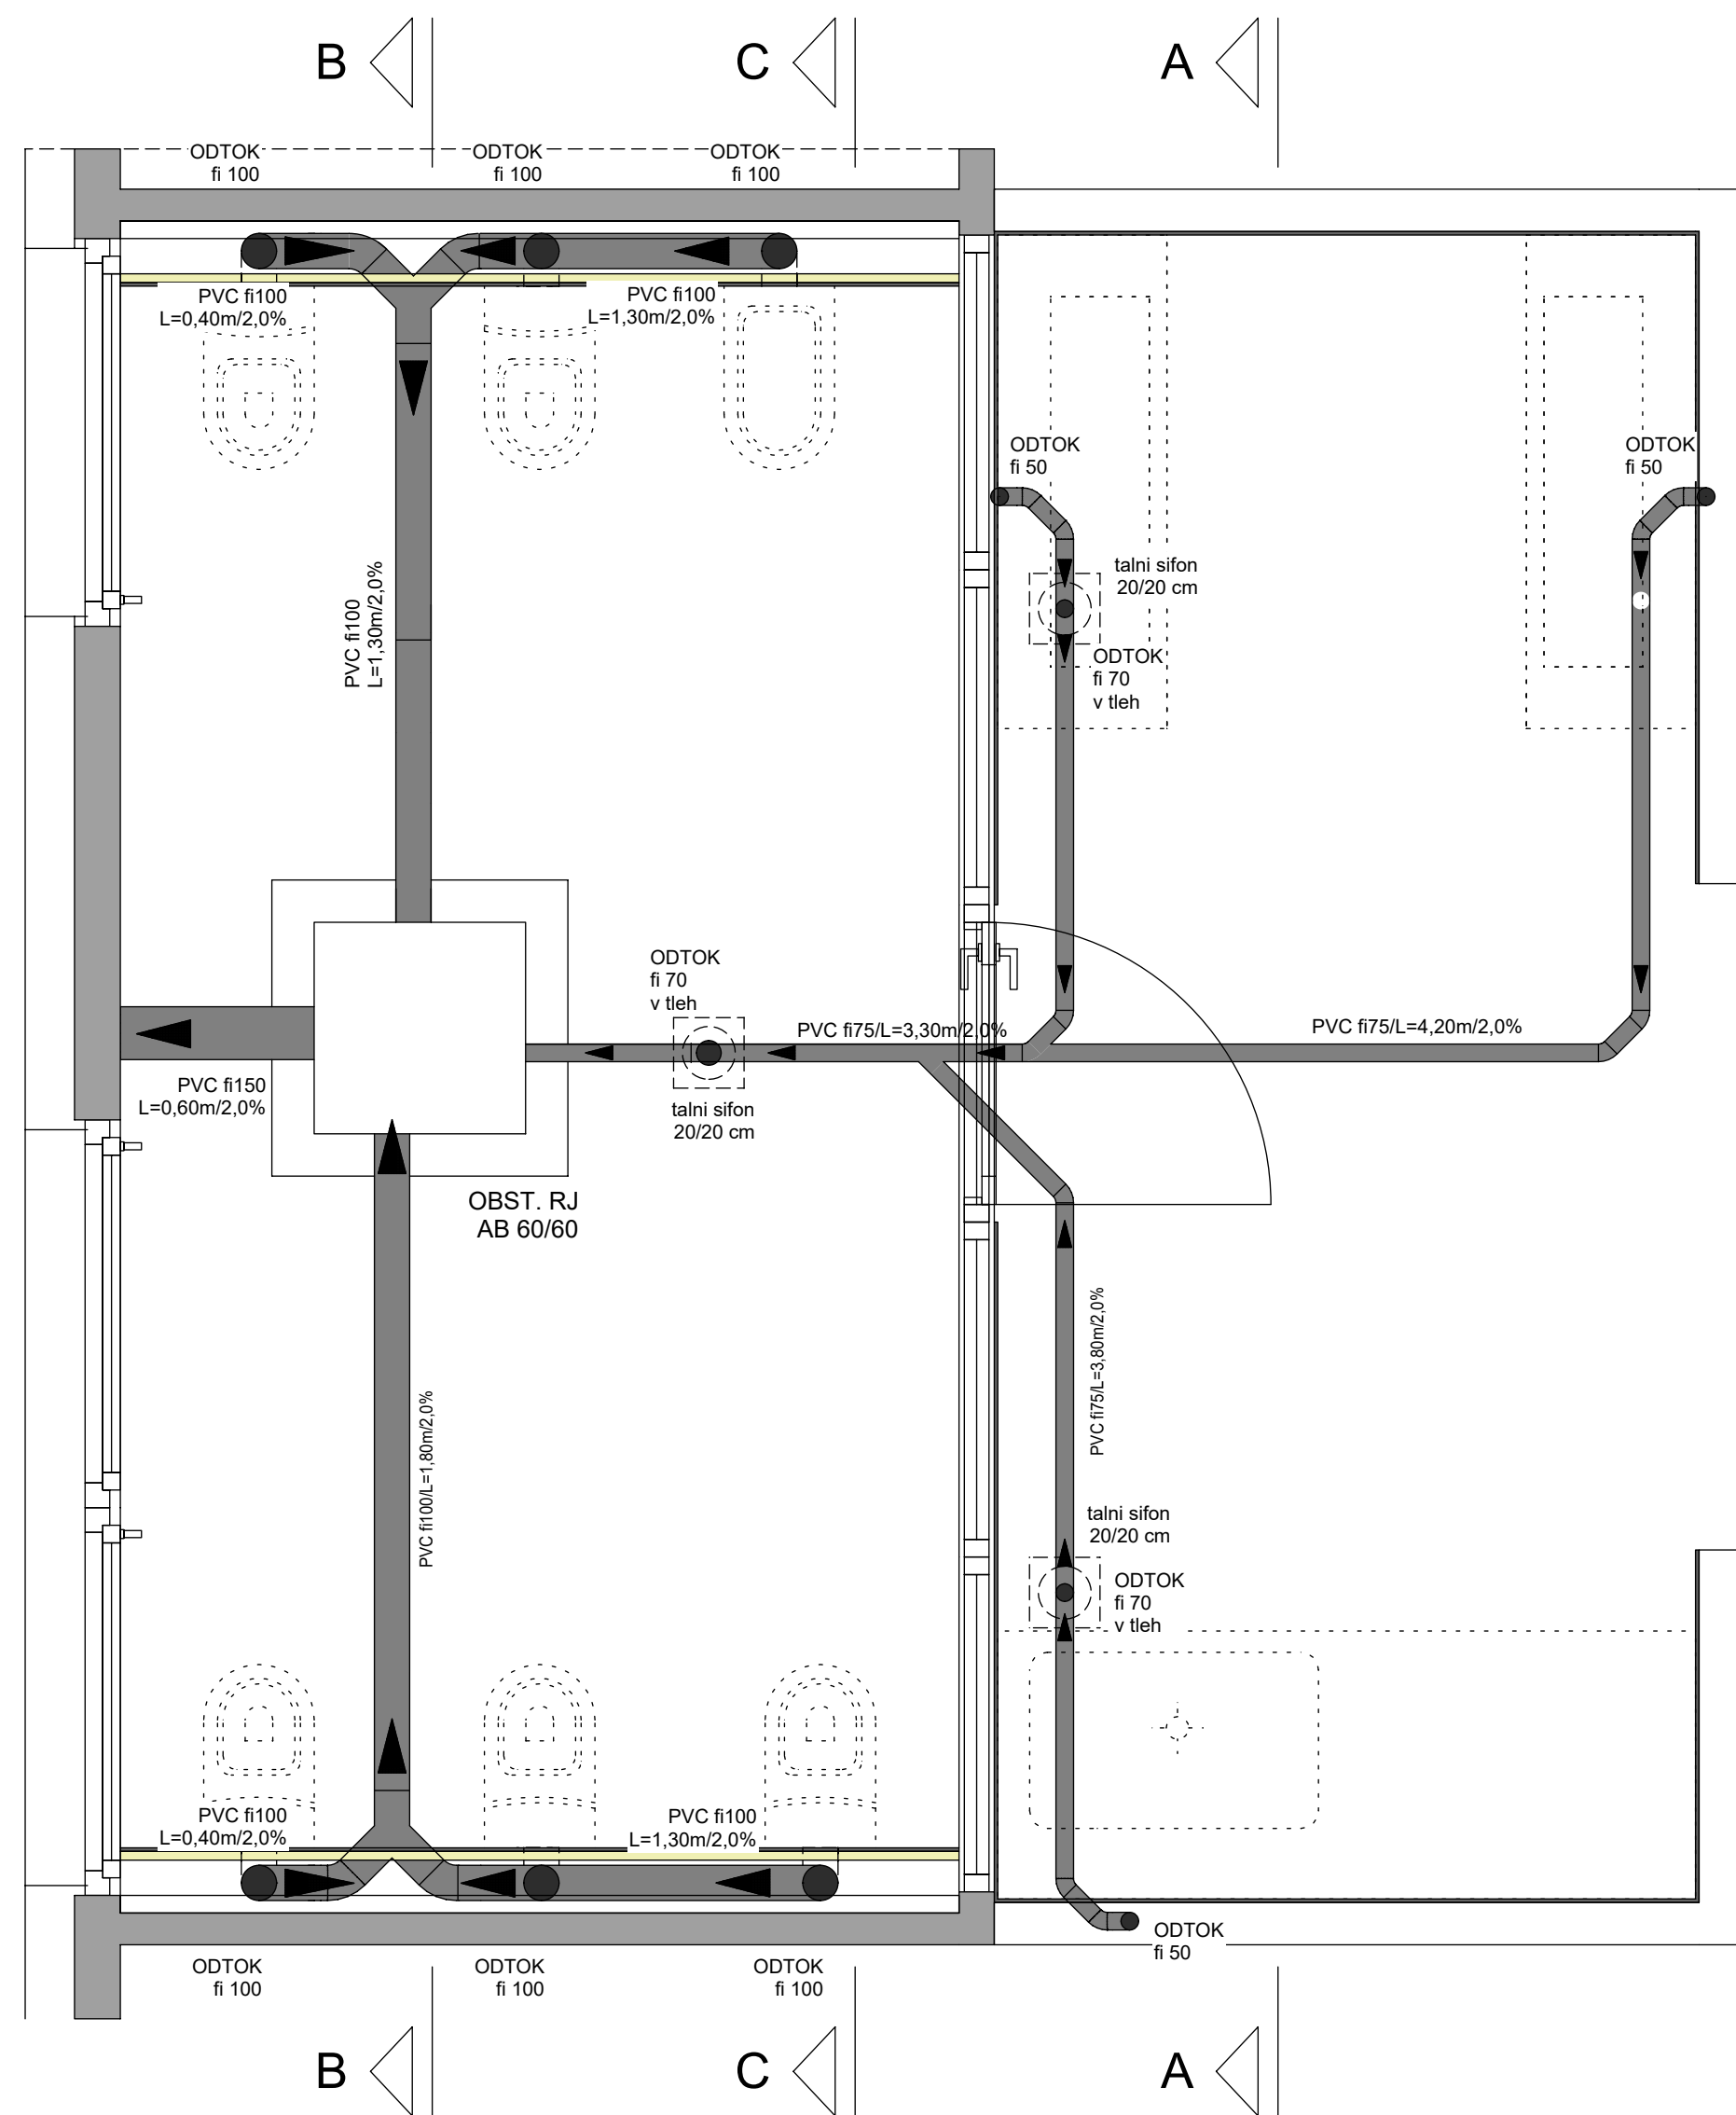 B
C
A
ODTOK
fi 100
ODTOK
fi 100
ODTOK
fi 100
PVC fi100
L=0,40m/2,0%
PVC fi100
L=1,30m/2,0%
ODTOK
fi 50
ODTOK
fi 50
talni sifon
20/20 cm
PVC fi100
L=1,30m/2,0%
ODTOK
fi 70
v tleh
ODTOK
fi 70
v tleh
PVC fi75/L=3,30m/2,0%
PVC fi75/L=4,20m/2,0%
PVC fi150
L=0,60m/2,0%
talni sifon
20/20 cm
OBST. RJ
AB 60/60
PVC fi75/L=3,80m/2,0%
PVC fi100/L=1,80m/2,0%
talni sifon
20/20 cm
ODTOK
fi 70
v tleh
PVC fi100
L=0,40m/2,0%
PVC fi100
L=1,30m/2,0%
ODTOK
fi 50
ODTOK
fi 100
ODTOK
fi 100
ODTOK
fi 100
B
C
A